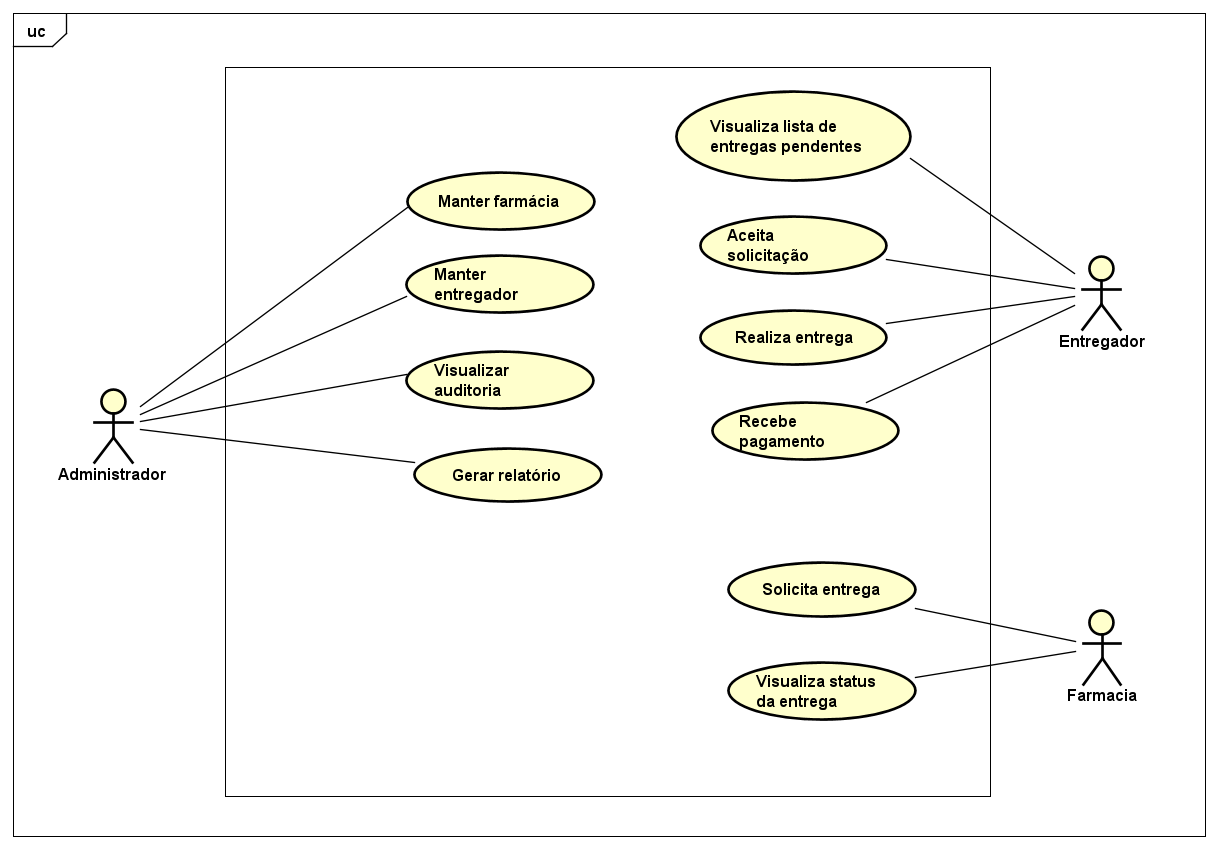 uc
Visualiza lista de
entregas pendentes
Manter farmácia
Aceita
solicitação
Manter
entregador
Realiza entrega
Entregador
Visualizar
auditoria
Recebe
pagamento
Administrador
Gerar relatório
Solicita entrega
Visualiza status
da entrega
Farmacia